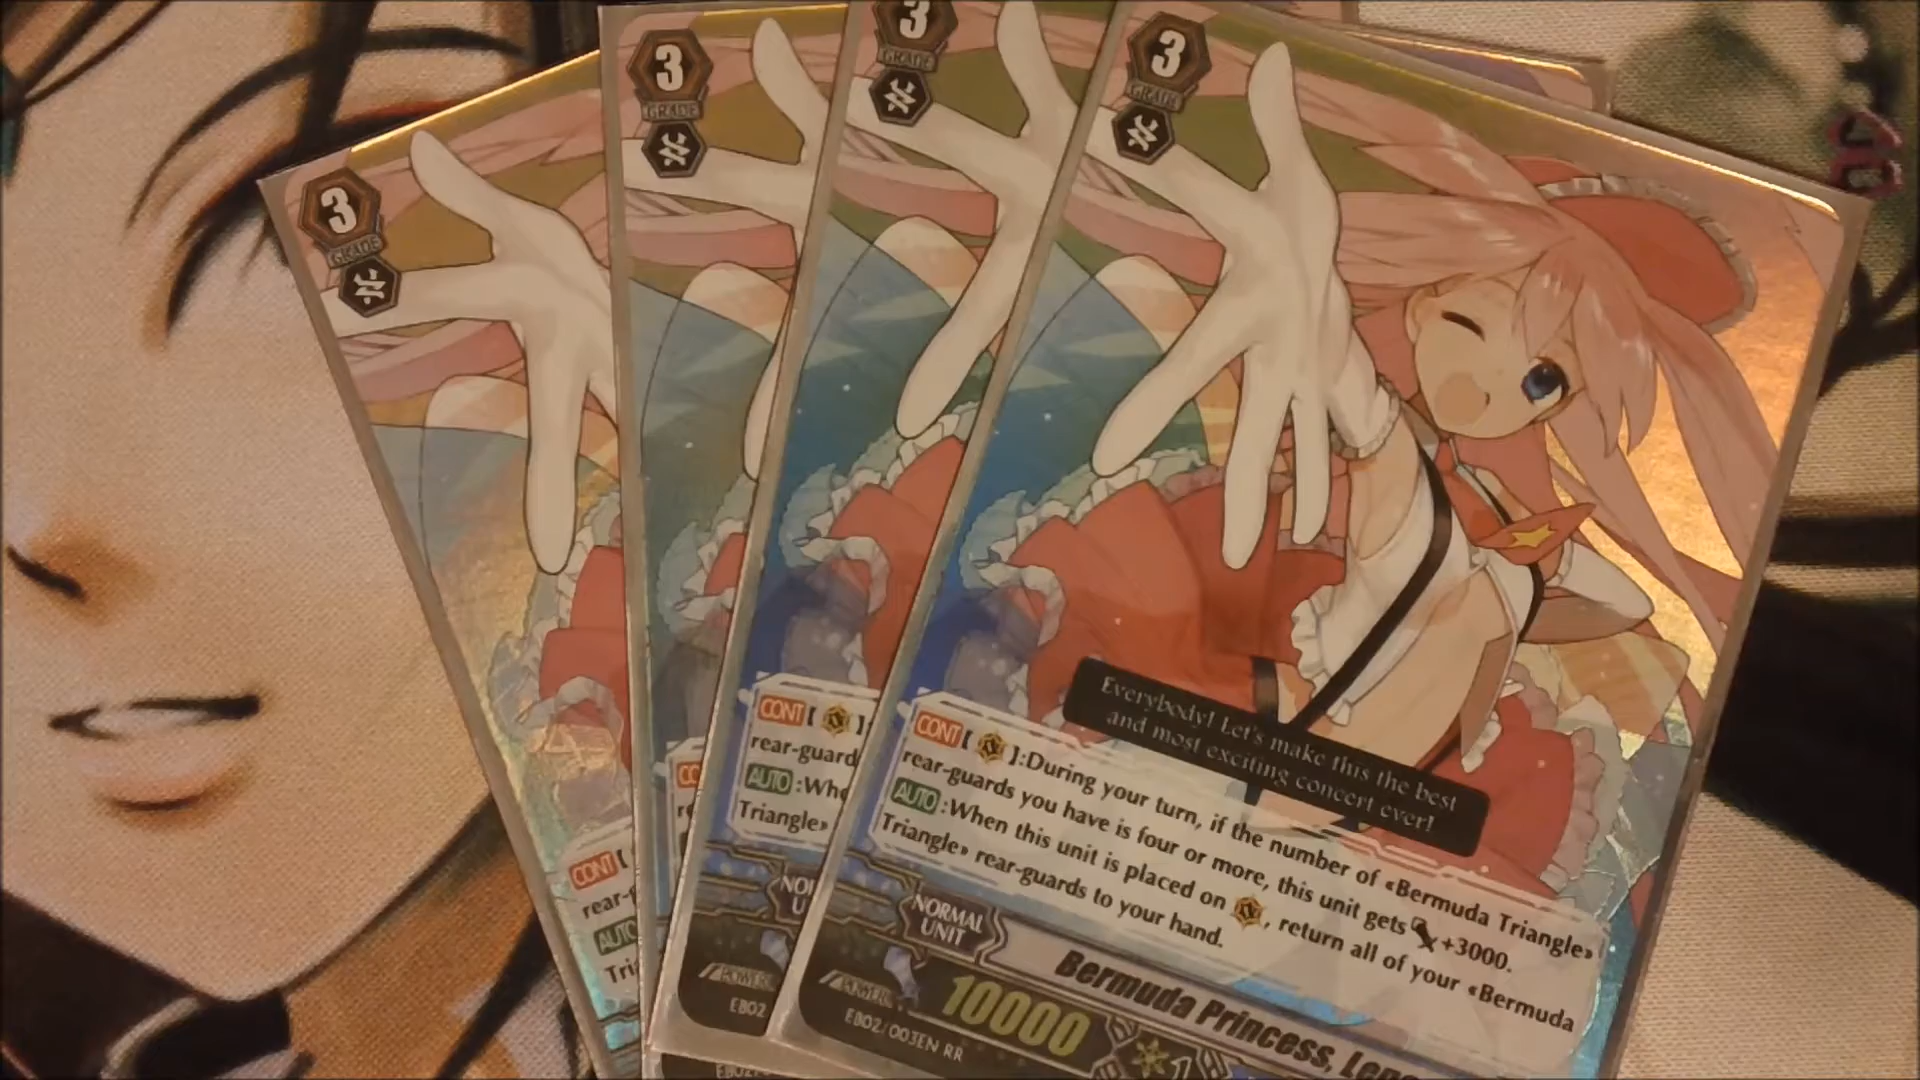 3
GRADE
3
GRADE
3
GRADE
3
GRADE
Everybody! Let's make this the best
and most exciting concert ever!
CONT[ ]:During your turn, if the number of «Bermuda Triangle»
rear-guards you have is four or more, this unit gets +3000.
AUTO:When this unit is placed on , return all of your «Bermuda
Triangle» rear-guards to your hand.
NORMAL
UNIT
Bermuda Princess,
POWER
10000
EB02/003EN RR
CONT[ ]:
rear-guard
AUTO:
Triangle»
POWER
EB02
CONT[
rear-
AUTO